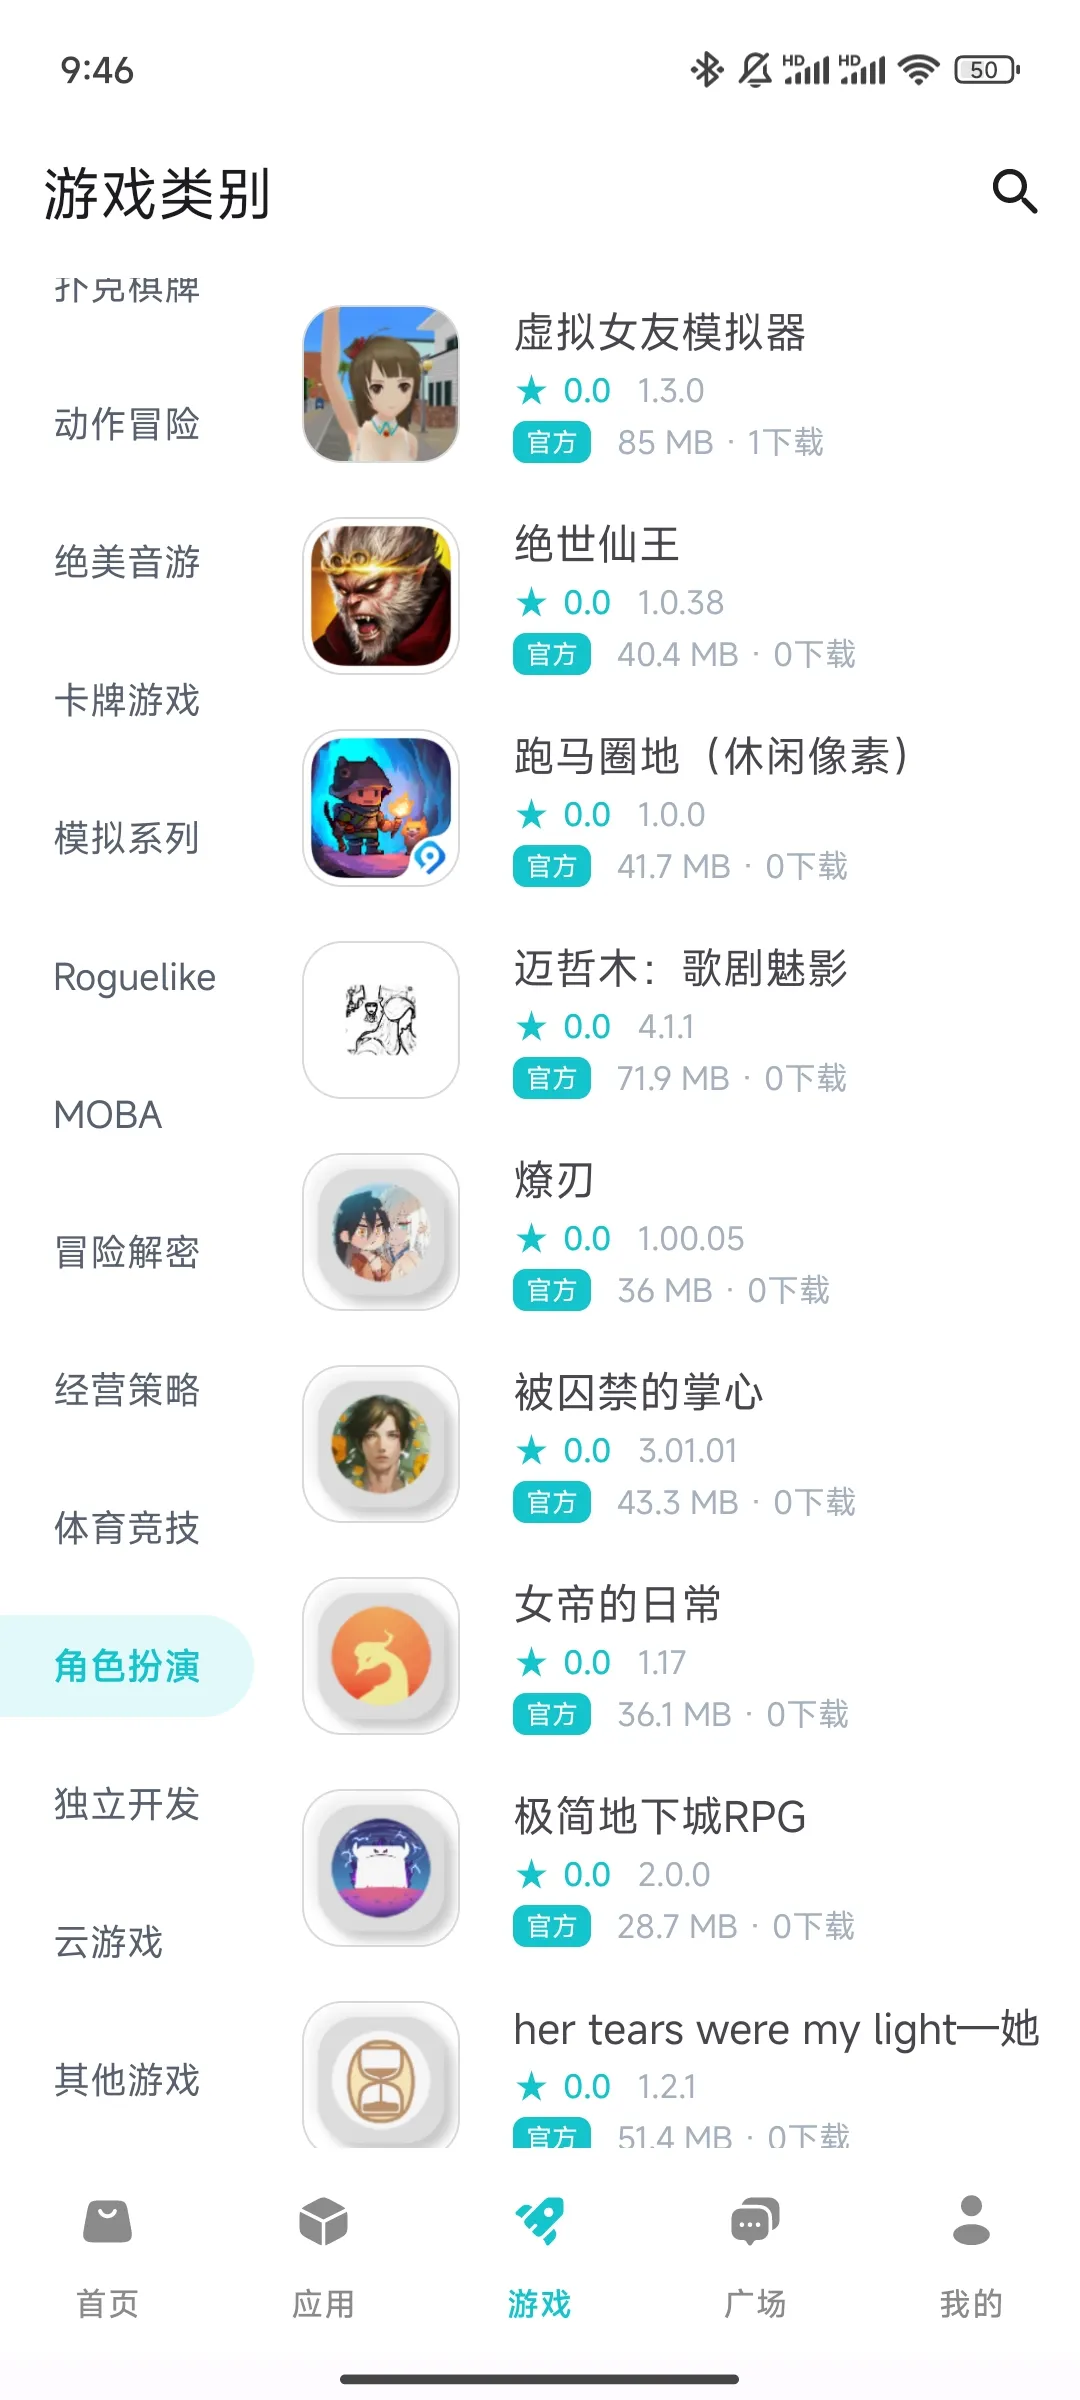 9:46
HD HD 50
游戏类别
扑克棋牌
动作冒险
绝美音游
卡牌游戏
模拟系列
Roguelike
MOBA
冒险解密
经营策略
体育竞技
角色扮演
独立开发
云游戏
其他游戏
虚拟女友模拟器
★ 0.0 1.3.0
官方 85 MB · 1下载
绝世仙王
★ 0.0 1.0.38
官方 40.4 MB · 0下载
跑马圈地（休闲像素）
★ 0.0 1.0.0
官方 41.7 MB · 0下载
迈哲木：歌剧魅影
★ 0.0 4.1.1
官方 71.9 MB · 0下载
燎刃
★ 0.0 1.00.05
官方 36 MB · 0下载
被囚禁的掌心
★ 0.0 3.01.01
官方 43.3 MB · 0下载
女帝的日常
★ 0.0 1.17
官方 36.1 MB · 0下载
极简地下城RPG
★ 0.0 2.0.0
官方 28.7 MB · 0下载
her tears were my light—她
★ 0.0 1.2.1
官方 51.4 MB · 0下载
首页 应用 游戏 广场 我的